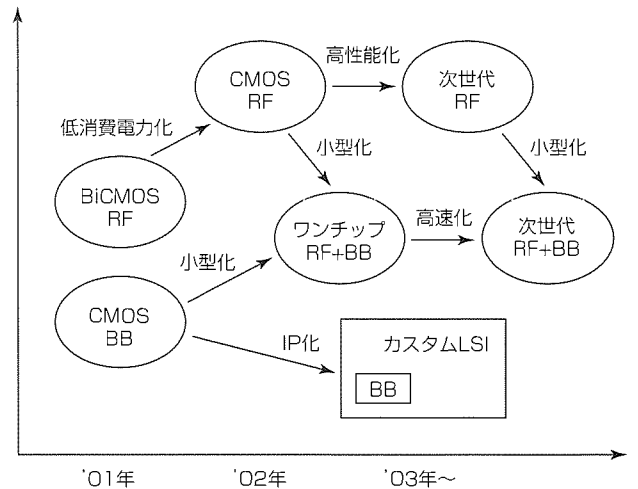 高性能化
CMOS
RF
次世代
RF
低消費電力化
小型化
小型化
BiCMOS
RF
ワンチップ
RF+BB
高速化
次世代
RF+BB
小型化
CMOS
BB
IP化
カスタムLSI
BB
'01年
'02年
'03年～